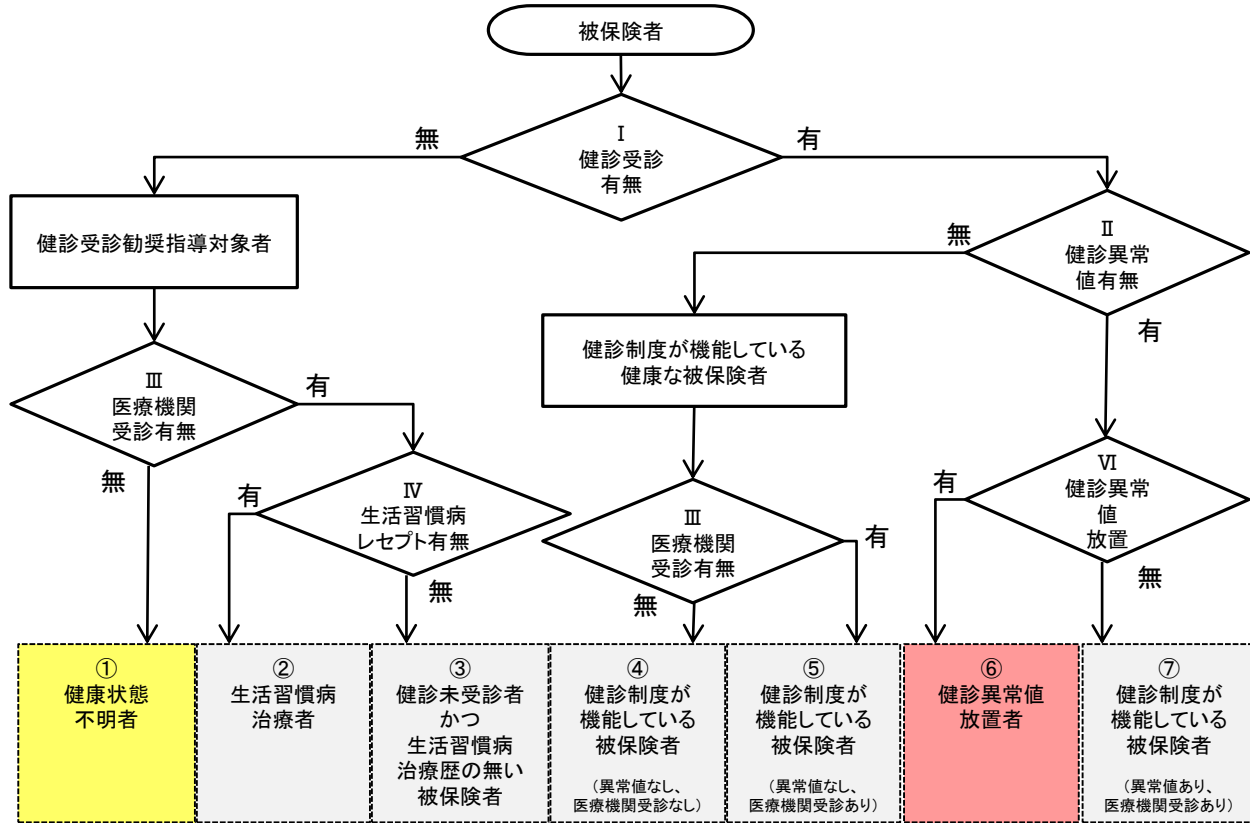 被保険者
無
Ⅰ
健診受診
有無
有
健診受診勧奨指導対象者
無
Ⅱ
健診異常
値有無
有
健診制度が機能している
健康な被保険者
Ⅲ
医療機関
受診有無
有
無
有
Ⅳ
生活習慣病
レセプト有無
無
Ⅲ
医療機関
受診有無
有
無
有
Ⅵ
健診異常
値
放置
無
①
健康状態
不明者
②
生活習慣病
治療者
③
健診未受診者
かつ
生活習慣病
治療歴の無い
被保険者
④
健診制度が
機能している
被保険者
(異常値なし、
医療機関受診なし)
⑤
健診制度が
機能している
被保険者
(異常値なし、
医療機関受診あり)
⑥
健診異常値
放置者
⑦
健診制度が
機能している
被保険者
(異常値あり、
医療機関受診あり)